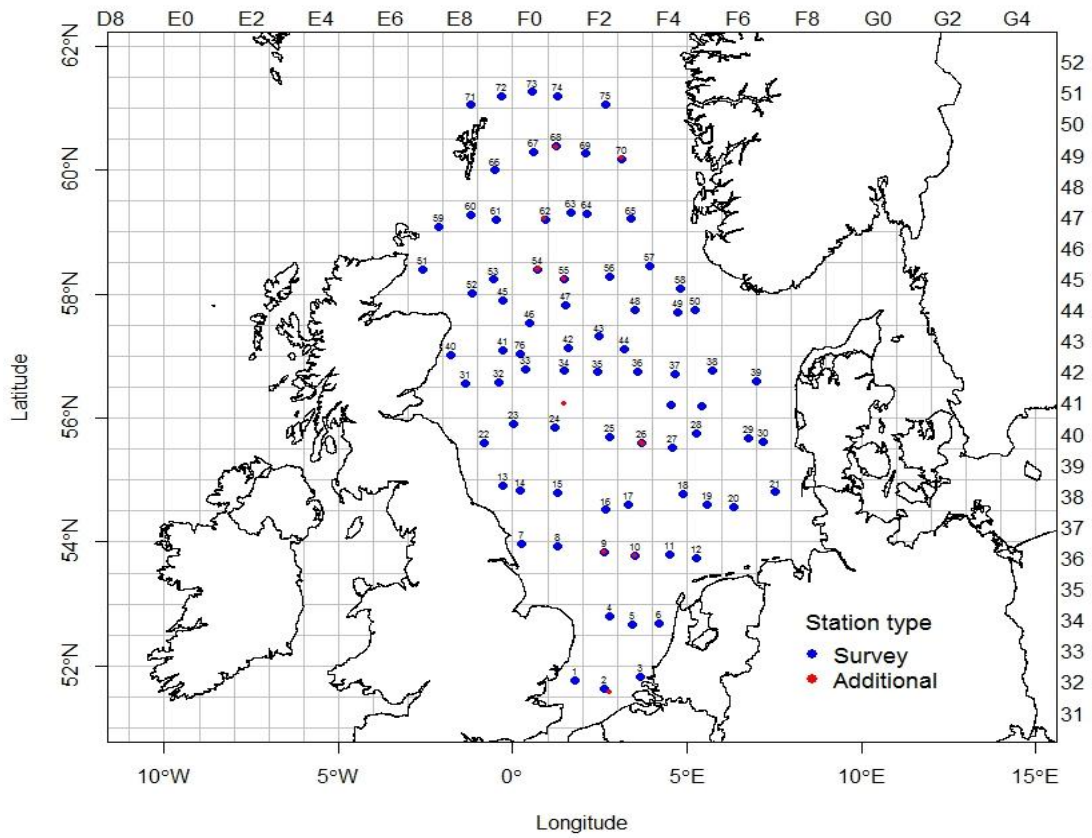 D8 E0 E2 E4 E6 E8 F0 F2 F4 F6 F8 G0 G2 G4
62°N
52
73
72 74
71 75
51
50
68
67 69 70
66
60°N
49
48
63 64
60 61 62 65
59
47
57
51 54
55 56
53
58
46
45
52
45
58°N
47
48 49 50
44
46
43
41 76 42 44
40
43
33 34 35 36 37 38
31 32 39
42
41
56°N
23 24
25 26 28 29 30
22 27
40
39
13 14 15 18 21
16 17 19 20
38
37
54°N
7 8
9 10 11 12
36
35
4
5 6
34
Station type
33
Survey
52°N
1 3
2
32
Additional
31
10°W 5°W 0° 5°E 10°E 15°E
Latitude
Longitude